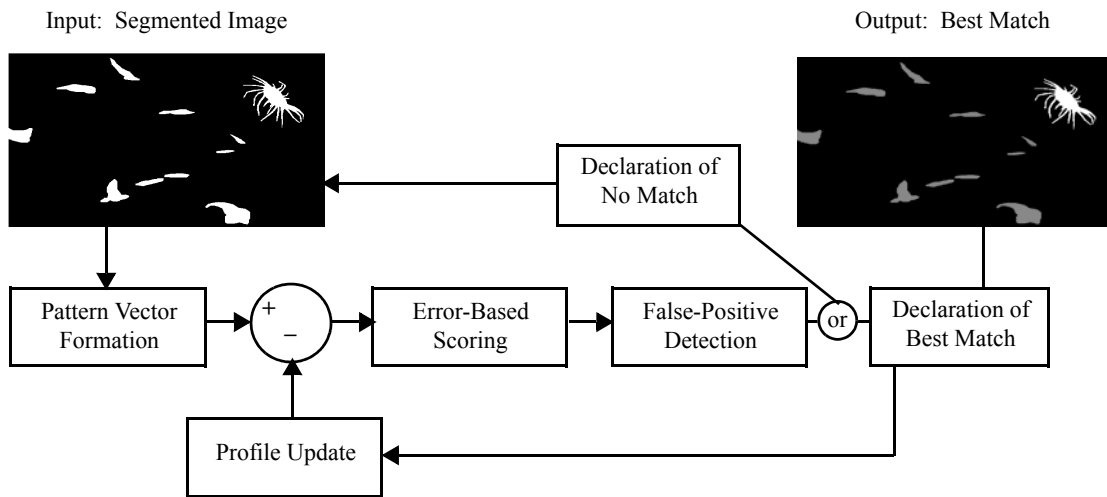 Input:  Segmented Image
Output:  Best Match
Declaration of
No Match
Pattern Vector
Formation
+
−
Error-Based
Scoring
False-Positive
Detection
or
Declaration of
Best Match
Profile Update